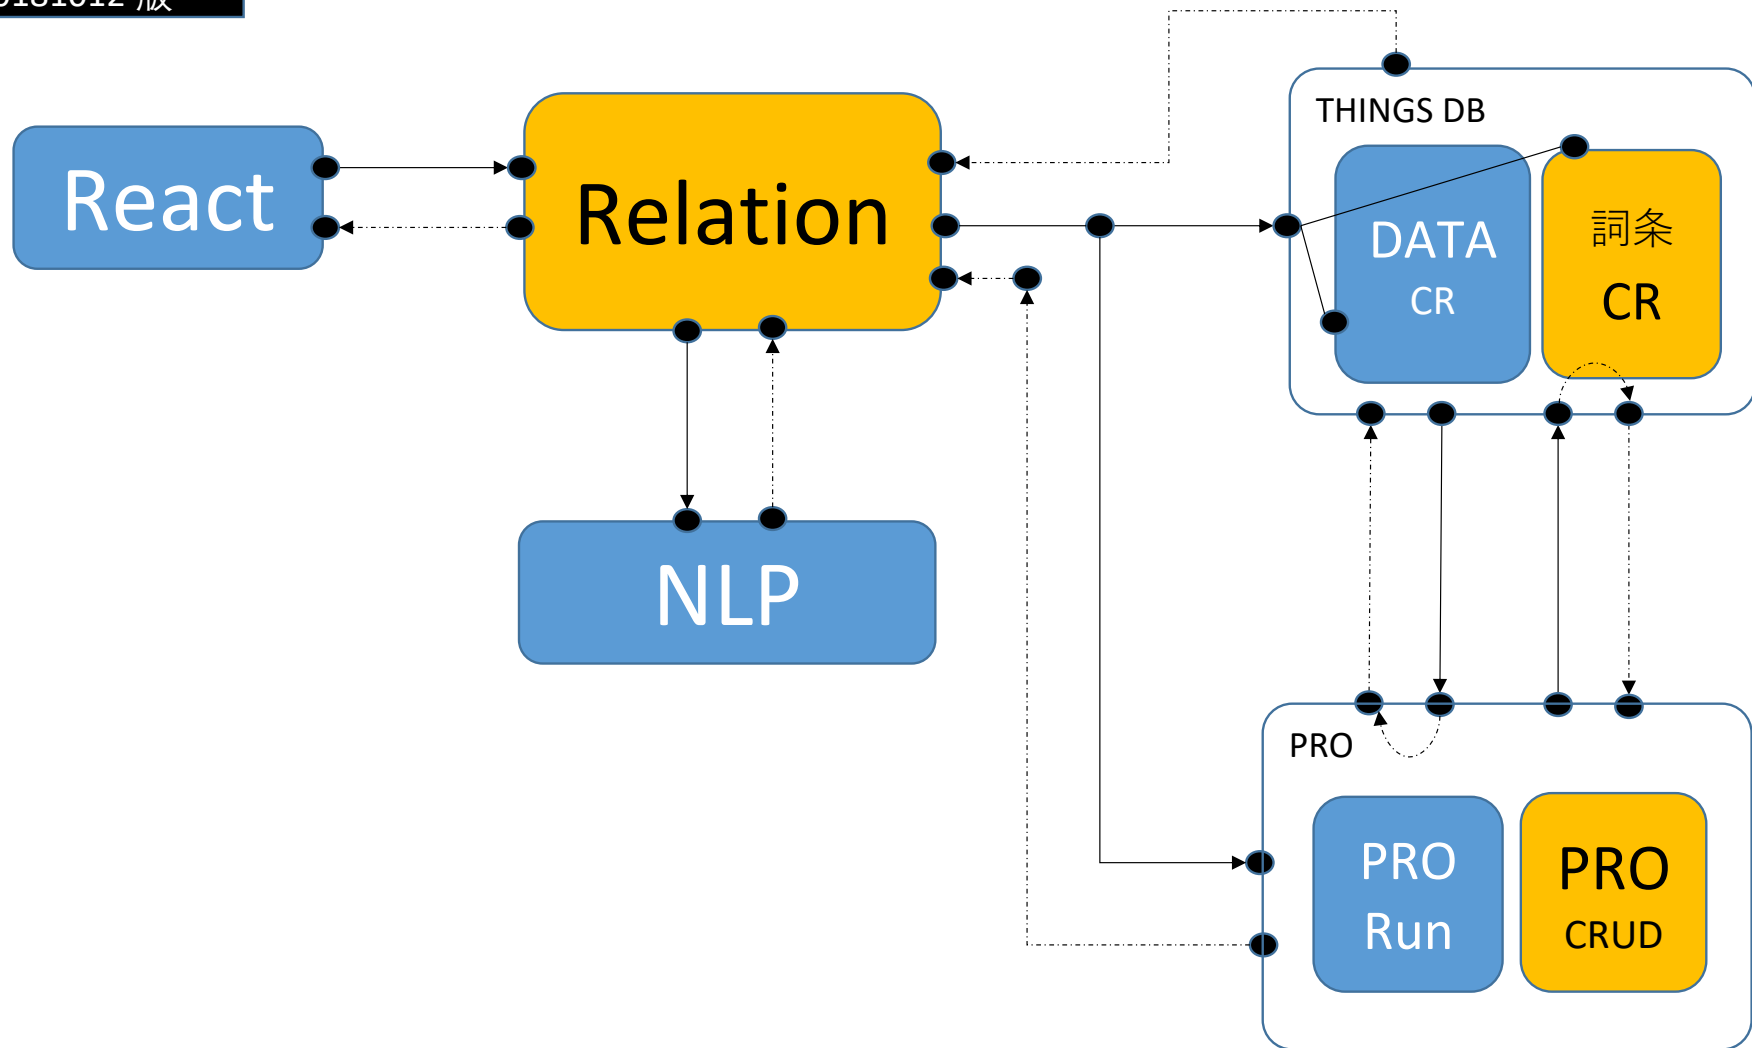 React
Relation
NLP
THINGS DB
DATA
CR
詞条
CR
PRO
PRO
Run
PRO
CRUD